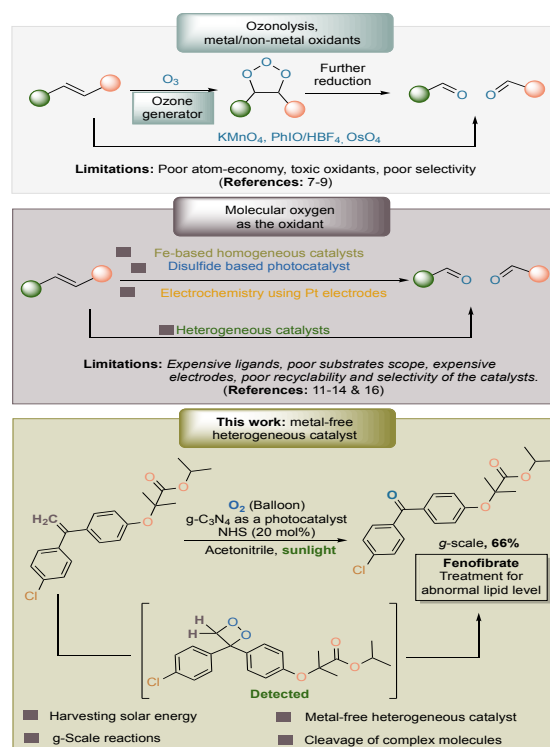 Ozonolysis,
metal/non-metal oxidants
O3
Ozone
generator
O
O
O
Further
reduction
O
O
KMnO4, PhIO/HBF4, OsO4
Limitations: Poor atom-economy, toxic oxidants, poor selectivity
(References: 7-9)
Molecular oxygen
as the oxidant
Fe-based homogeneous catalysts
Disulfide based photocatalyst
Electrochemistry using Pt electrodes
O
O
Heterogeneous catalysts
Limitations: Expensive ligands, poor substrates scope, expensive
electrodes, poor recyclability and selectivity of the catalysts.
(References: 11-14 & 16)
This work: metal-free
heterogeneous catalyst
H2C
O
O
O
Cl
O2 (Balloon)
g-C3N4 as a photocatalyst
NHS (20 mol%)
Acetonitrile, sunlight
O
O
O
O
Cl
g-scale, 66%
Fenofibrate
Treatment for
abnormal lipid level
H
H
O
O
Cl
O
O
O
Detected
Harvesting solar energy
Metal-free heterogeneous catalyst
g-Scale reactions
Cleavage of complex molecules